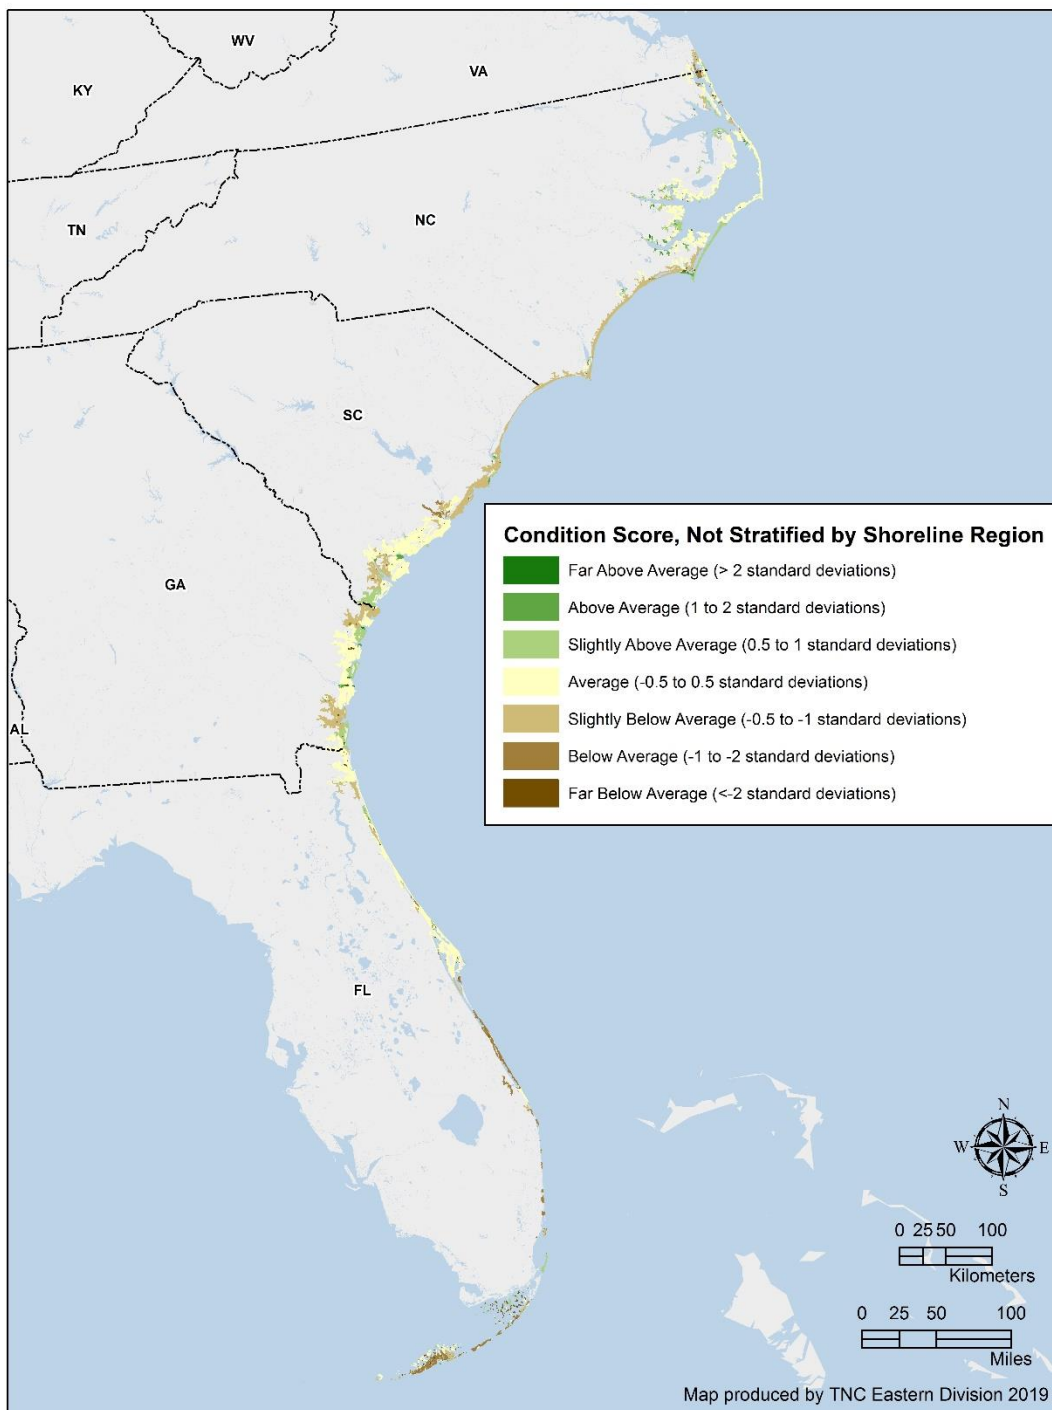 WV
VA
KY
TN
NC
SC
GA
AL
FL
Condition Score, Not Stratified by Shoreline Region
Far Above Average (> 2 standard deviations)
Above Average (1 to 2 standard deviations)
Slightly Above Average (0.5 to 1 standard deviations)
Average (-0.5 to 0.5 standard deviations)
Slightly Below Average (-0.5 to -1 standard deviations)
Below Average (-1 to -2 standard deviations)
Far Below Average (<-2 standard deviations)
N
W E
S
0 25 50 100
Kilometers
0 25 50 100
Miles
Map produced by TNC Eastern Division 2019